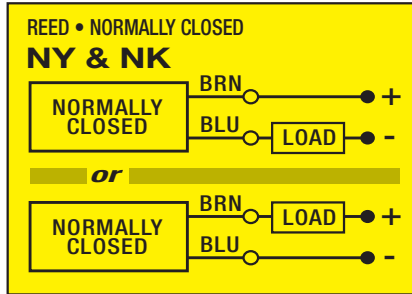 REED • NORMALLY CLOSED
NY & NK
BRN
+
NORMALLY
CLOSED
BLU
LOAD
-
or
BRN
LOAD
+
NORMALLY
CLOSED
BLU
-